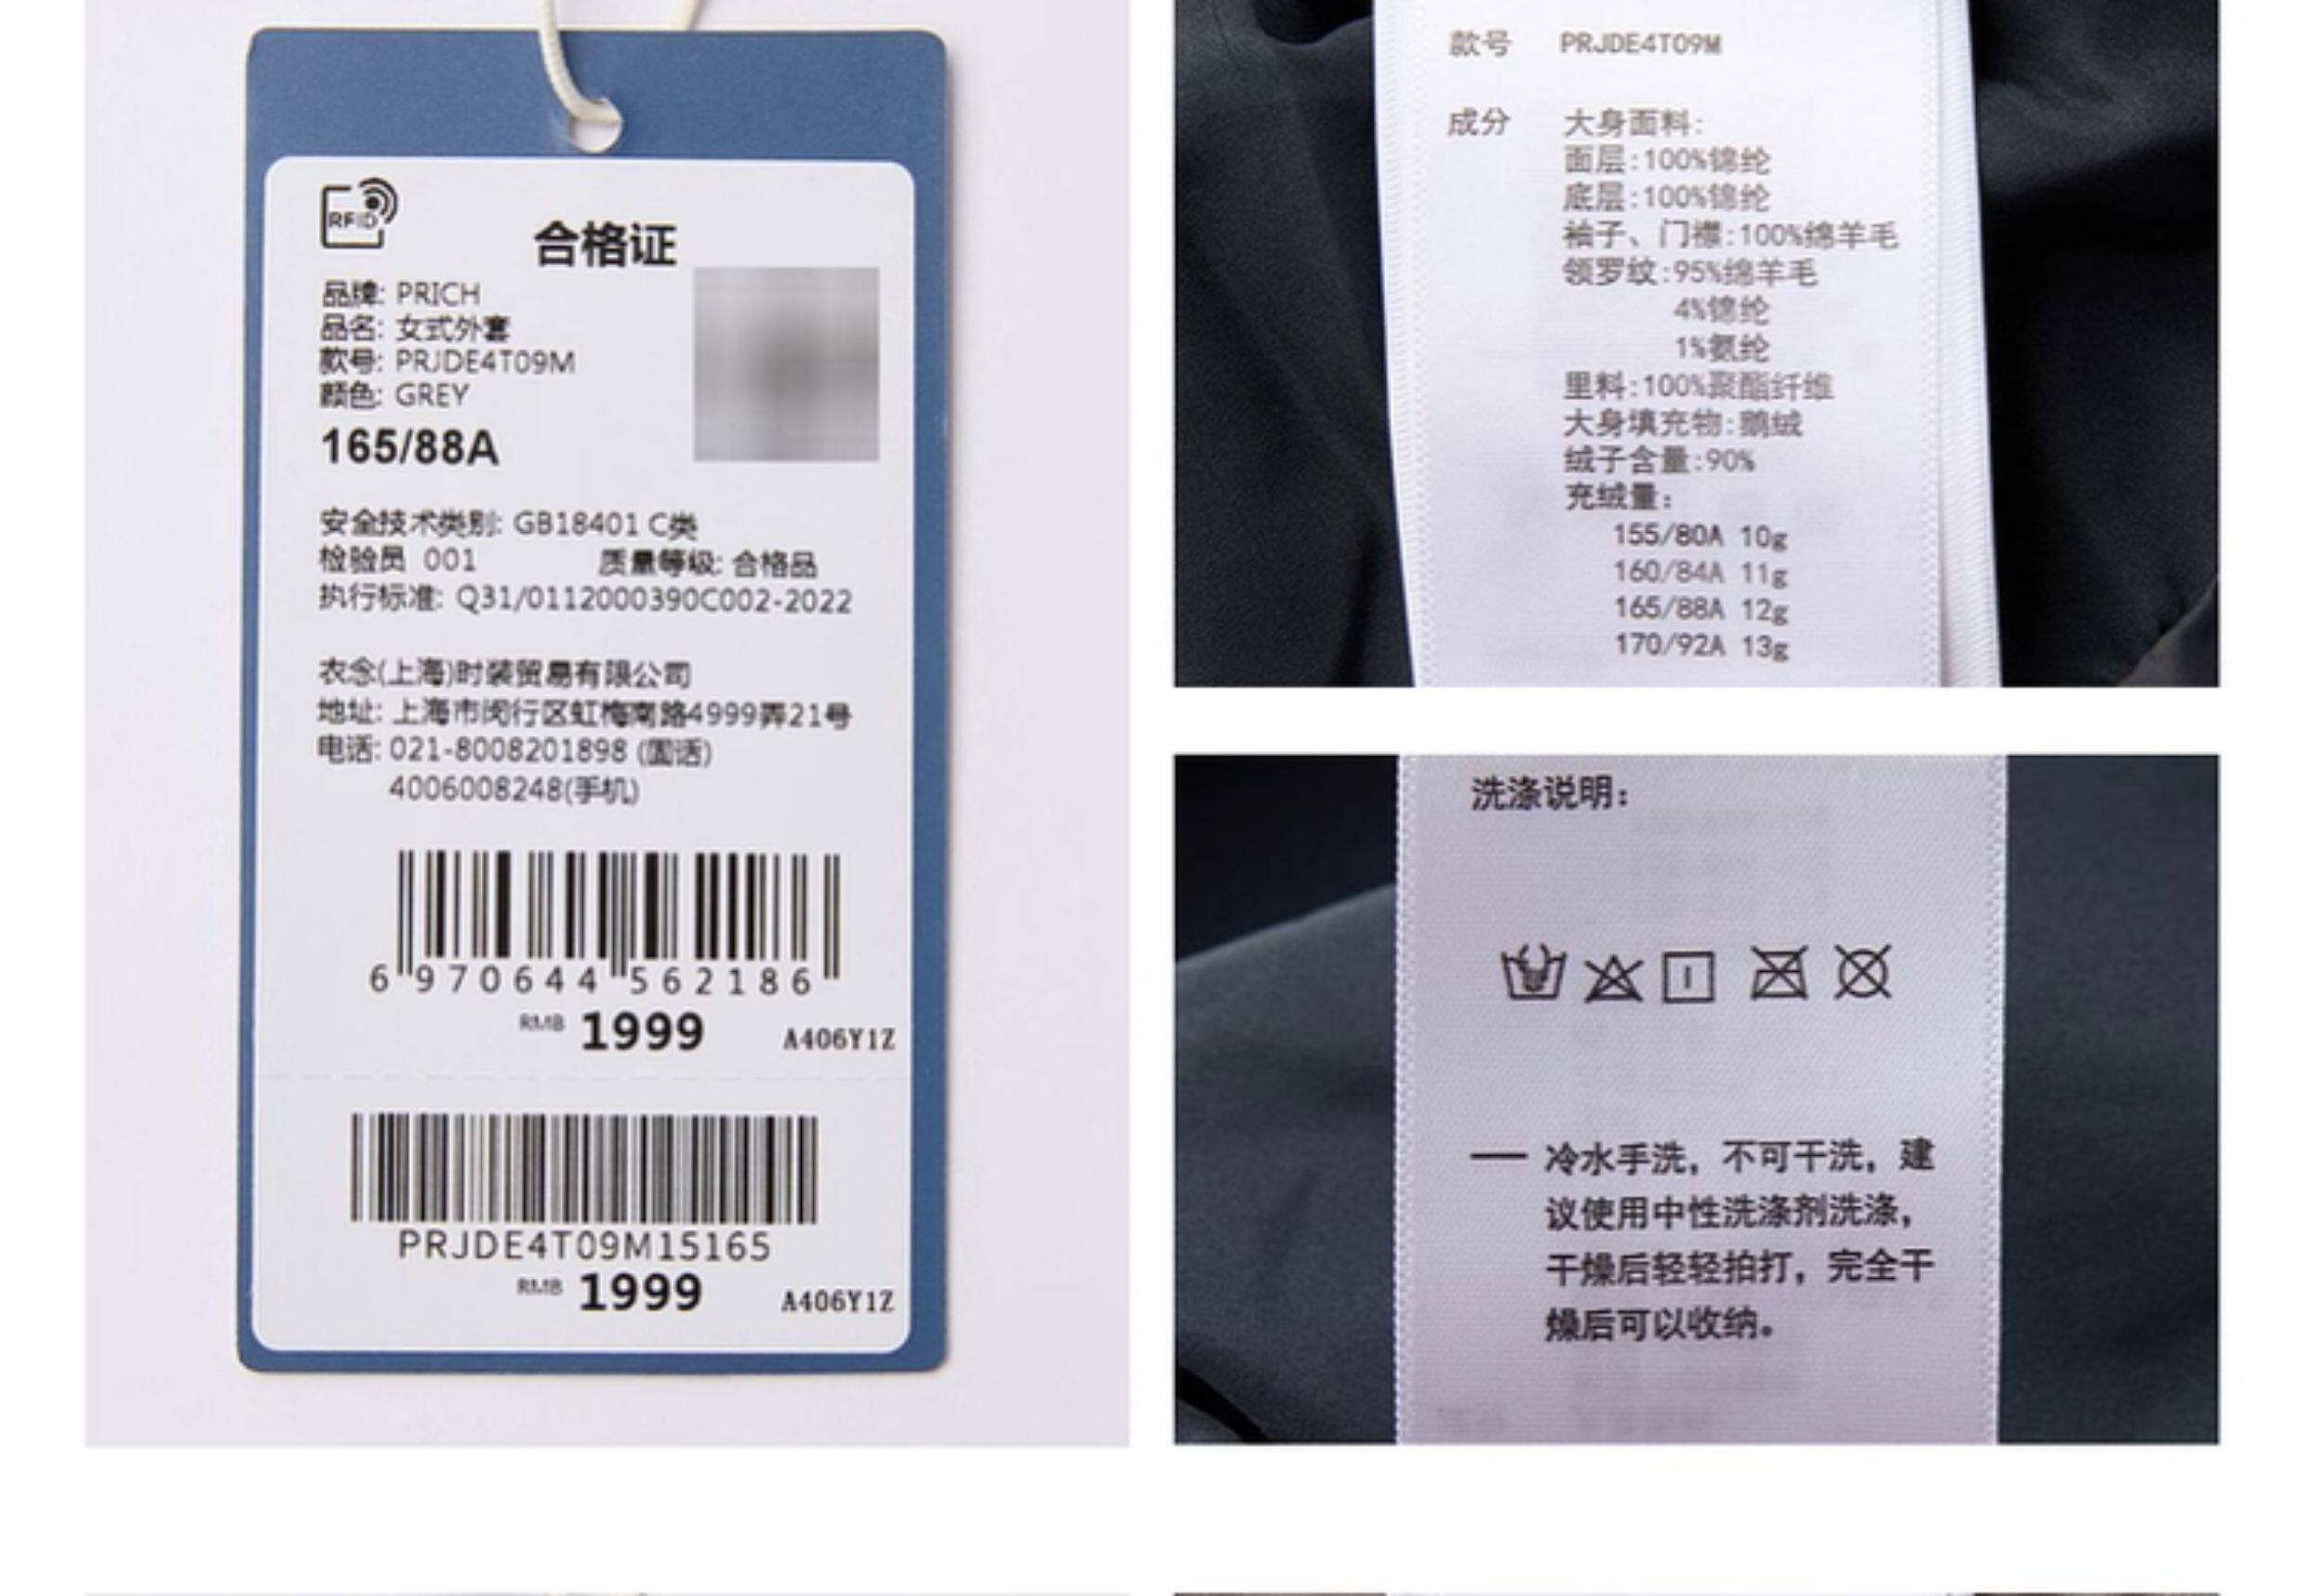 RFID
合格证
品牌: PRICH
品名: 女式外套
款号: PRJDE4T09M
颜色: GREY
165/88A
安全技术类别: GB18401 C类
检验员 001 质量等级: 合格品
执行标准: Q31/0112000390C002-2022
衣念(上海)时装贸易有限公司
地址: 上海市闵行区虹梅南路4999弄21号
电话: 021-8008201898 (固话)
4006008248(手机)
6 970644 562186
RMB 1999 A406Y1Z
PRJDE4T09M15165
RMB 1999 A406Y1Z
款号 PRJDE4T09M
成分 大身面料:
面层:100%锦纶
底层:100%锦纶
袖子、门襟:100%绵羊毛
领罗纹:95%绵羊毛
4%锦纶
1%氨纶
里料:100%聚酯纤维
大身填充物:鹅绒
绒子含量:90%
充绒量:
155/80A 10g
160/84A 11g
165/88A 12g
170/92A 13g
洗涤说明:
— 冷水手洗，不可干洗，建
议使用中性洗涤剂洗涤，
干燥后轻轻拍打，完全干
燥后可以收纳。